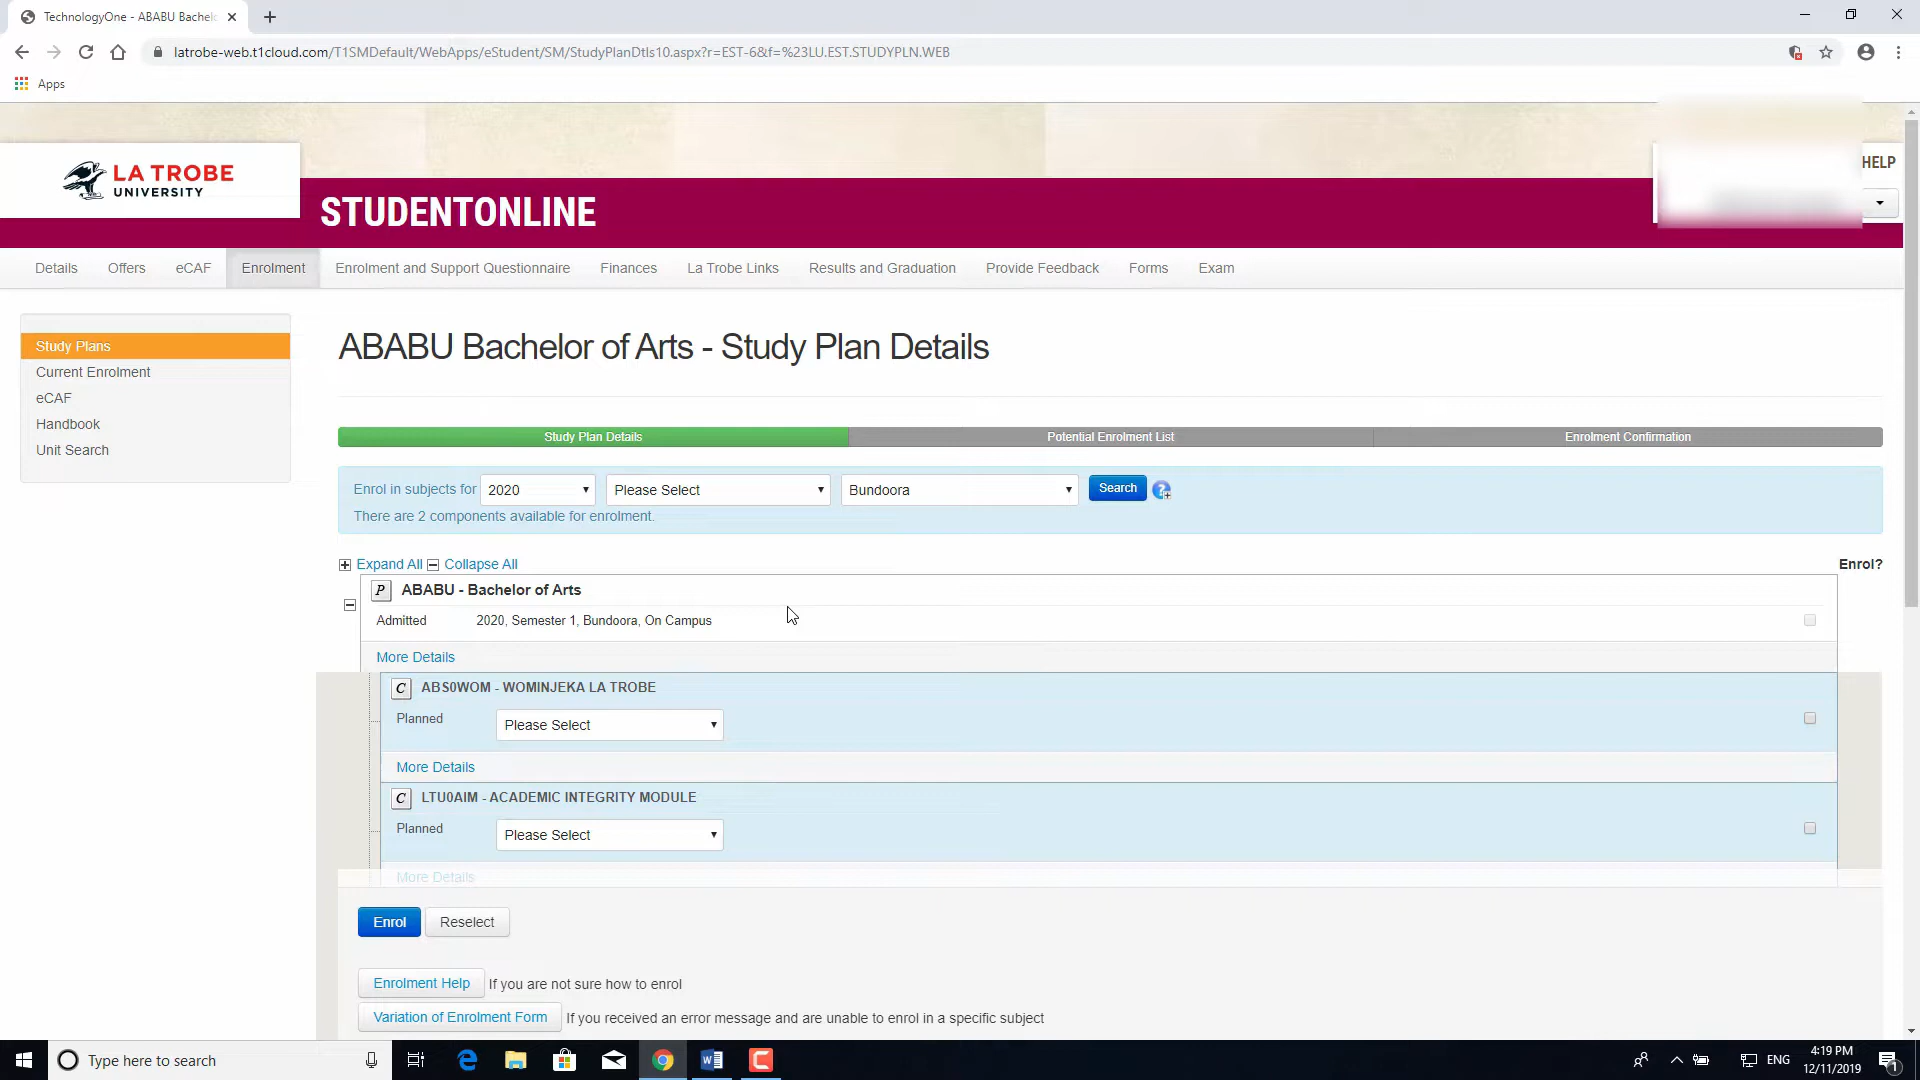 TechnologyOne - ABABU Bachel
latrobe-web.t1cloud.com/T1SMDefault/WebApps/eStudent/SM/StudyPlanDtls10.aspx?r=EST-6&f=%23LU.EST.STUDYPLN.WEB
Apps
LA TROBE
UNIVERSITY
HELP
STUDENTONLINE
Details Offers eCAF Enrolment Enrolment and Support Questionnaire Finances La Trobe Links Results and Graduation Provide Feedback Forms Exam
Study Plans
Current Enrolment
eCAF
Handbook
Unit Search
ABABU Bachelor of Arts - Study Plan Details
Study Plan Details Potential Enrolment List Enrolment Confirmation
Enrol in subjects for 2020 Please Select Bundoora Search
There are 2 components available for enrolment.
Expand All Collapse All Enrol?
P ABABU - Bachelor of Arts
Admitted 2020, Semester 1, Bundoora, On Campus
More Details
C ABS0WOM - WOMINJEKA LA TROBE
Planned Please Select
More Details
C LTU0AIM - ACADEMIC INTEGRITY MODULE
Planned Please Select
More Details
Enrol Reselect
Enrolment Help If you are not sure how to enrol
Variation of Enrolment Form If you received an error message and are unable to enrol in a specific subject
Type here to search
ENG
4:19 PM
12/11/2019
1